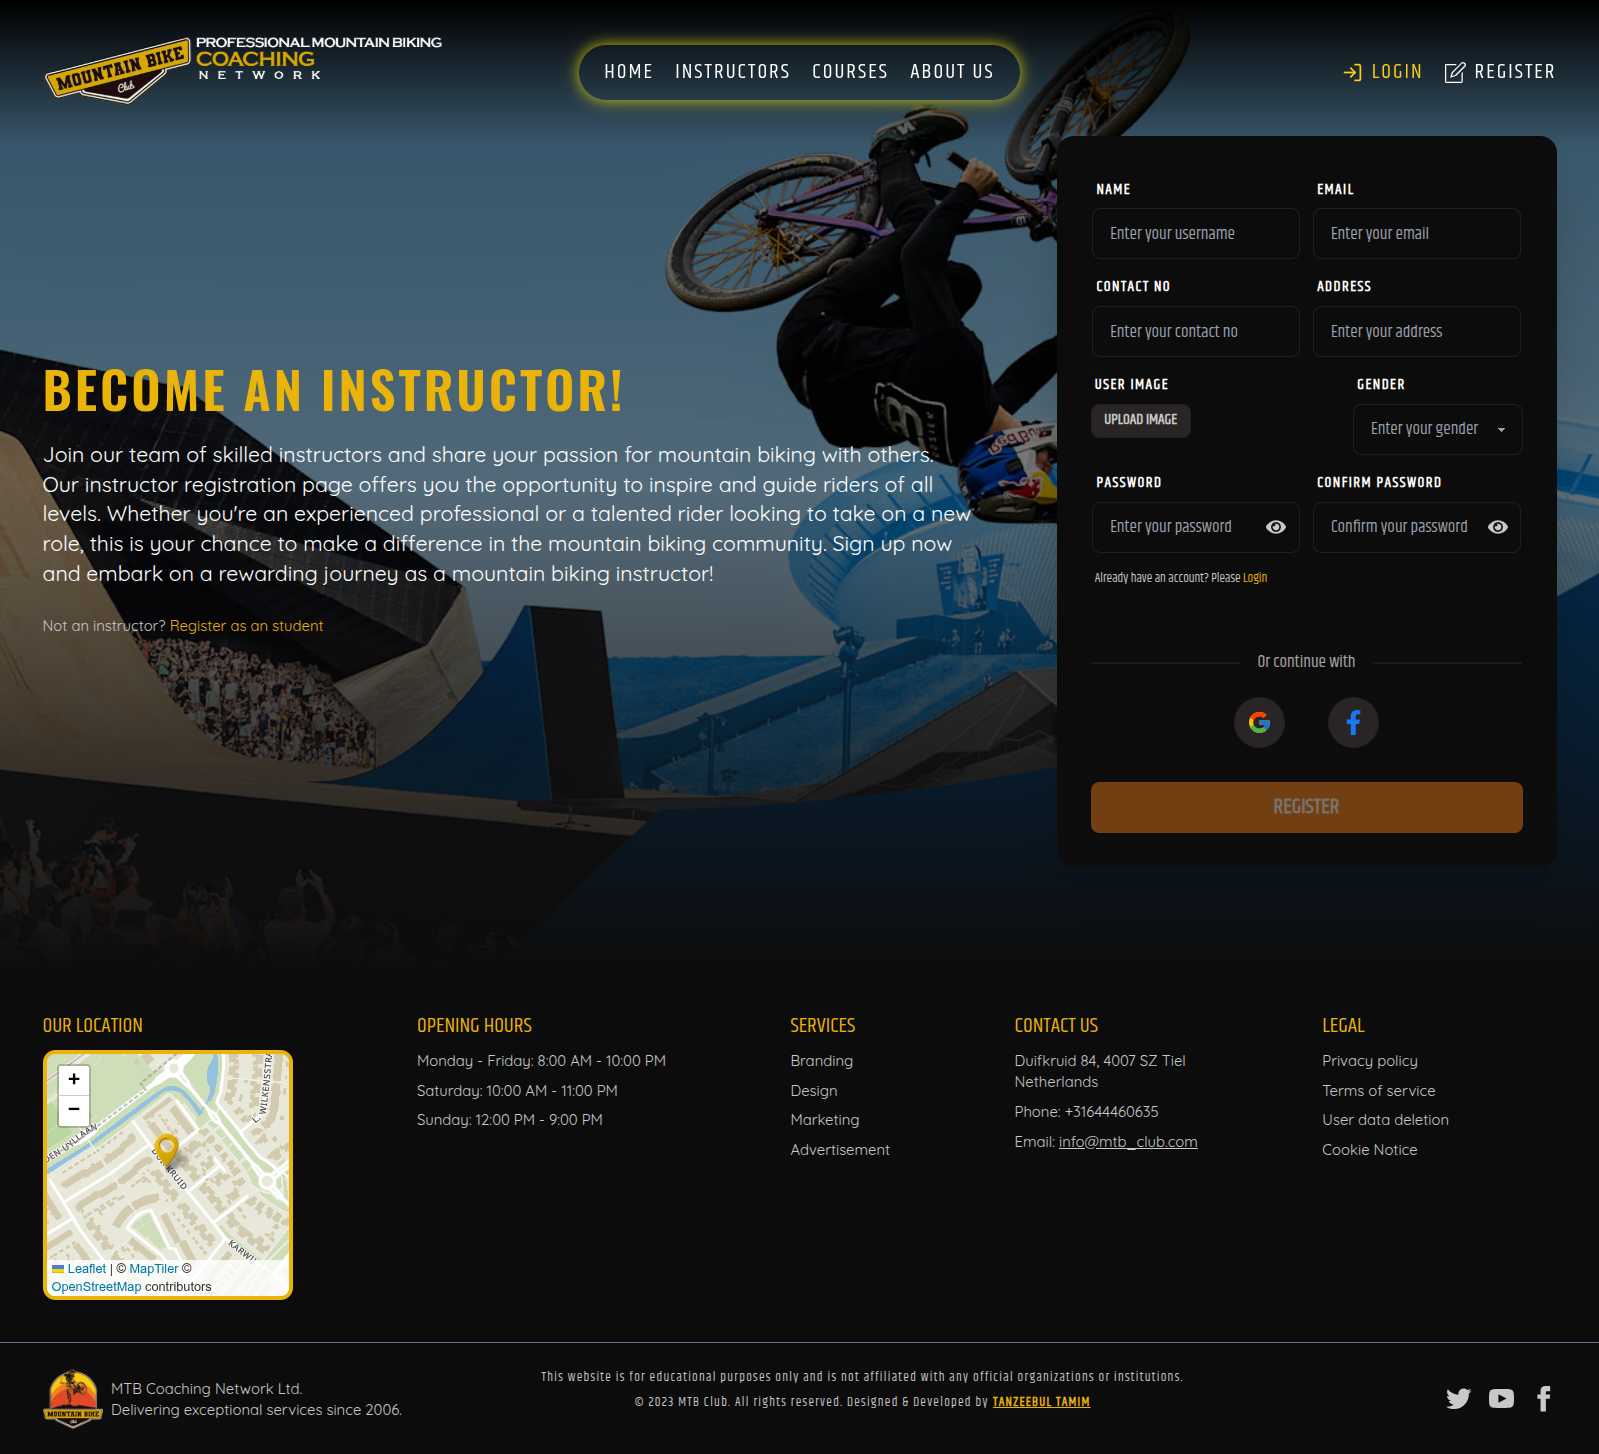 MOUNTAIN BIKE
Club
PROFESSIONAL MOUNTAIN BIKING
COACHING
NETWORK
HOME INSTRUCTORS COURSES ABOUT US
LOGIN REGISTER
BECOME AN INSTRUCTOR!
Join our team of skilled instructors and share your passion for mountain biking with others.
Our instructor registration page offers you the opportunity to inspire and guide riders of all
levels. Whether you're an experienced professional or a talented rider looking to take on a new
role, this is your chance to make a difference in the mountain biking community. Sign up now
and embark on a rewarding journey as a mountain biking instructor!
Not an instructor? Register as an student
NAME EMAIL
Enter your username Enter your email
CONTACT NO ADDRESS
Enter your contact no Enter your address
USER IMAGE GENDER
UPLOAD IMAGE Enter your gender
PASSWORD CONFIRM PASSWORD
Enter your password Confirm your password
Already have an account? Please Login
Or continue with
REGISTER
OUR LOCATION
+
−
DEN-UYLLAAN
WILKENSSTRA
DUIFKRUID
KARWIJ
Leaflet | © MapTiler ©
OpenStreetMap contributors
OPENING HOURS
Monday - Friday: 8:00 AM - 10:00 PM
Saturday: 10:00 AM - 11:00 PM
Sunday: 12:00 PM - 9:00 PM
SERVICES
Branding
Design
Marketing
Advertisement
CONTACT US
Duifkruid 84, 4007 SZ Tiel
Netherlands
Phone: +31644460635
Email: info@mtb_club.com
LEGAL
Privacy policy
Terms of service
User data deletion
Cookie Notice
MOUNTAIN BIKE
MTB Coaching Network Ltd.
Delivering exceptional services since 2006.
This website is for educational purposes only and is not affiliated with any official organizations or institutions.
© 2023 MTB Club. All rights reserved. Designed & Developed by TANZEEBUL TAMIM